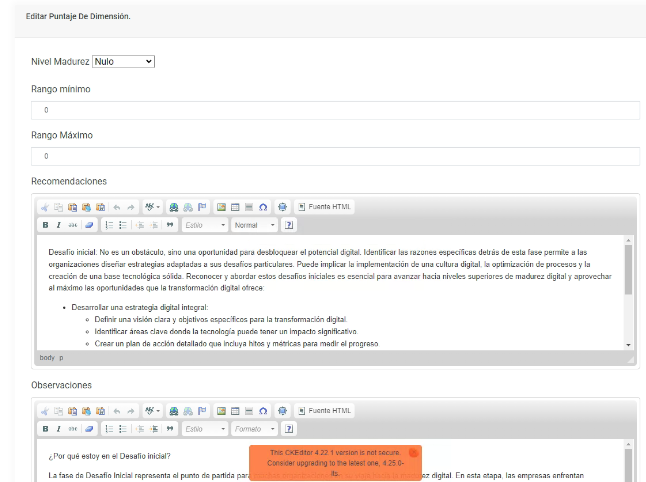 Editar Puntaje De Dimensión.
Nivel Madurez Nulo
Rango mínimo
0
Rango Máximo
0
Recomendaciones
Fuente HTML
B I abc Estilo Normal ?
Desafío inicial: No es un obstáculo, sino una oportunidad para desbloquear el potencial digital. Identificar las razones específicas detrás de esta fase permite a las
organizaciones diseñar estrategias adaptadas a sus desafíos particulares. Puede implicar la implementación de una cultura digital, la optimización de procesos y la
creación de una base tecnológica sólida. Reconocer y abordar estos desafíos iniciales es esencial para avanzar hacia niveles superiores de madurez digital y aprovechar
al máximo las oportunidades que la transformación digital ofrece:
• Desarrollar una estrategia digital integral:
Definir una visión clara y objetivos específicos para la transformación digital.
Identificar áreas clave donde la tecnología puede tener un impacto significativo.
Crear un plan de acción detallado que incluya hitos y métricas para medir el progreso
body p
Observaciones
Fuente HTML
B I abc Estilo Formato ?
¿Por qué estoy en el Desafío inicial?
This CKEditor 4.22.1 version is not secure.
Consider upgrading to the latest one, 4.25.0-
lts.
La fase de Desafío Inicial representa el punto de partida para digital. En esta etapa, las empresas enfrentan